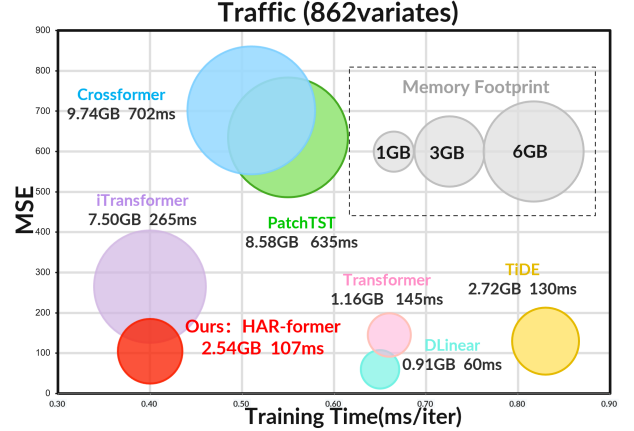 Traffic (862variates)
900
800
700
600
500
400
300
200
100
0
MSE
0.30
0.40
0.50
0.60
0.70
0.80
0.90
Training Time(ms/iter)
Memory Footprint
1GB
3GB
6GB
Crossformer
9.74GB 702ms
PatchTST
8.58GB 635ms
iTransformer
7.50GB 265ms
Ours: HAR-former
2.54GB 107ms
Transformer
1.16GB 145ms
DLinear
0.91GB 60ms
TiDE
2.72GB 130ms